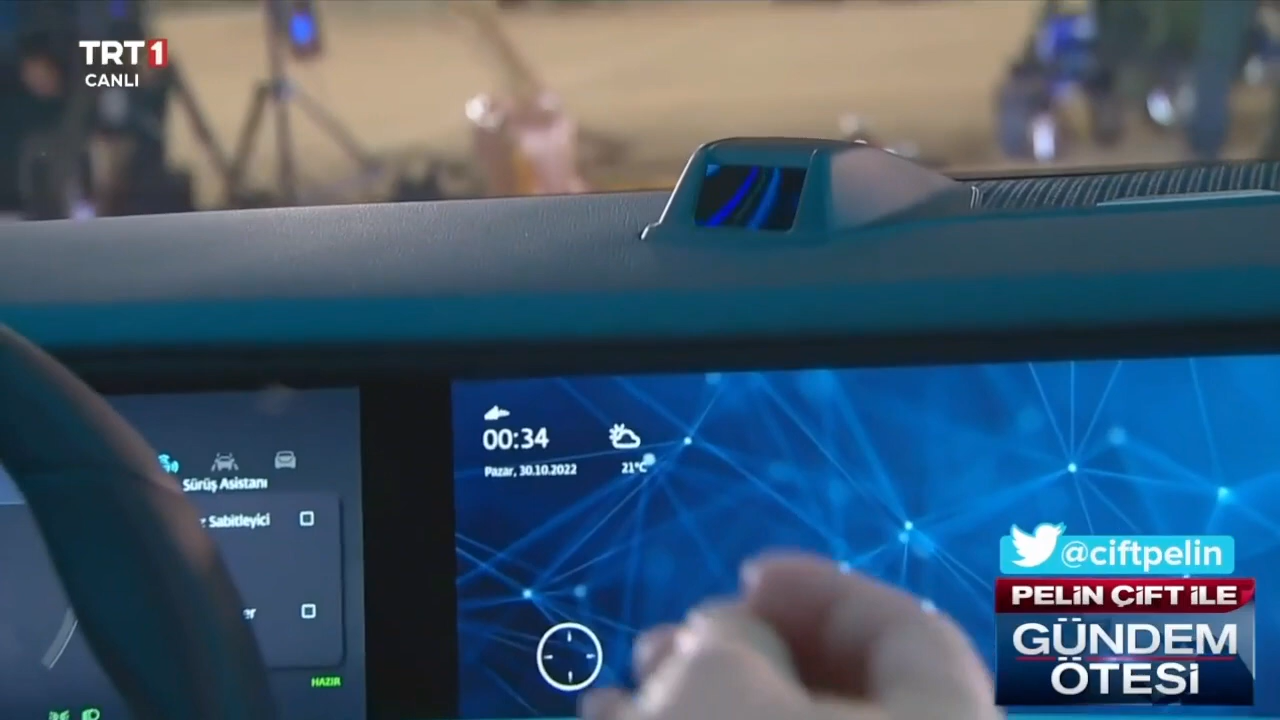 TRT1
CANLI
00:34
Pazar, 30.10.2022
21°C
Sürüş Asistanı
Sabitleyici
HAZIR
@ciftpelin
PELİN ÇİFT İLE
GÜNDEM
ÖTESİ